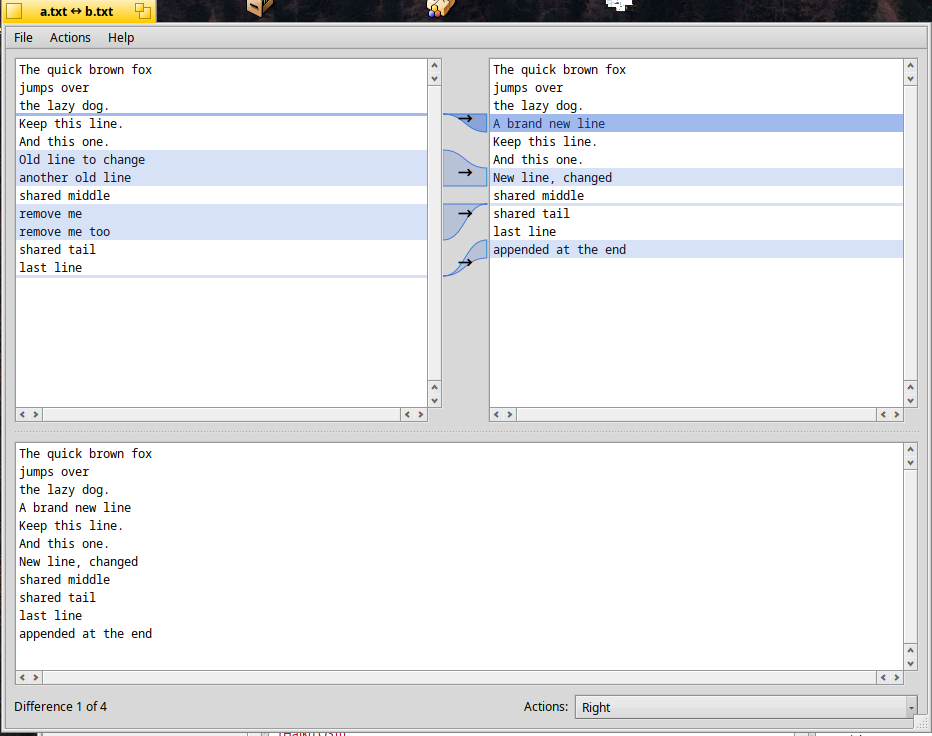 a.txt ↔ b.txt
File Actions Help
The quick brown fox
jumps over
the lazy dog.
Keep this line.
And this one.
Old line to change
another old line
shared middle
remove me
remove me too
shared tail
last line
The quick brown fox
jumps over
the lazy dog.
A brand new line
Keep this line.
And this one.
New line, changed
shared middle
shared tail
last line
appended at the end
The quick brown fox
jumps over
the lazy dog.
A brand new line
Keep this line.
And this one.
New line, changed
shared middle
shared tail
last line
appended at the end
Difference 1 of 4
Actions: Right